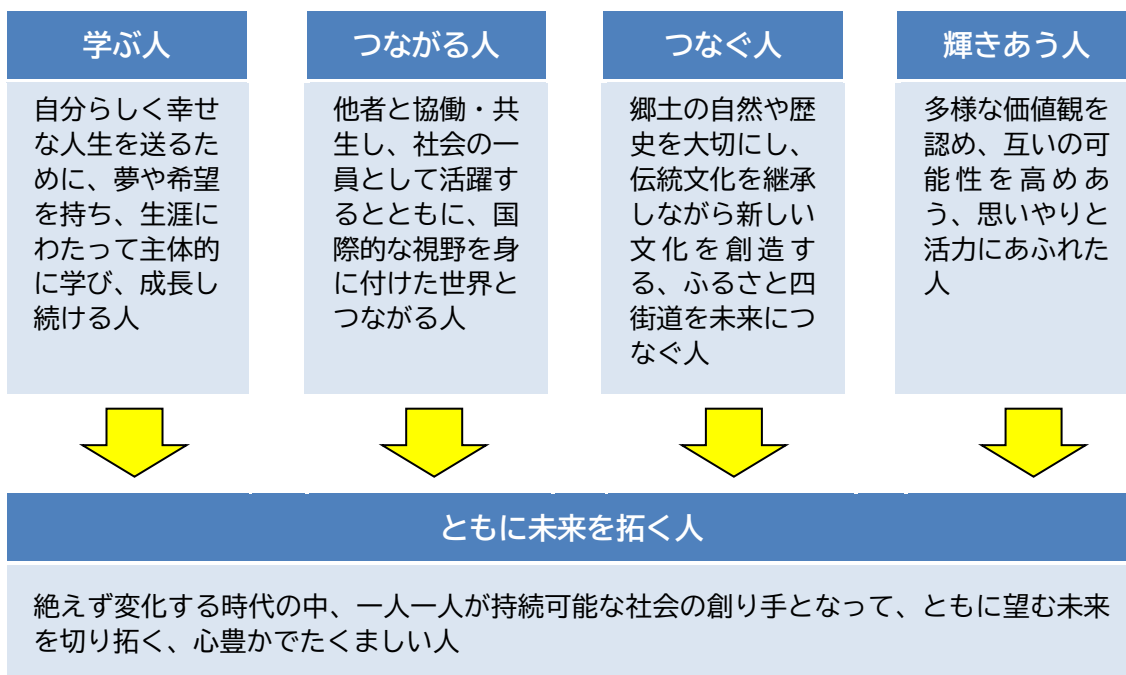 学ぶ人
自分らしく幸せ
な人生を送るた
めに、夢や希望
を持ち、生涯に
わたって主体的
に学び、成長し
続ける人
つながる人
他者と協働・共
生し、社会の一
員として活躍す
るとともに、国
際的な視野を身
に付けた世界と
つながる人
つなぐ人
郷土の自然や歴
史を大切にし、
伝統文化を継承
しながら新しい
文化を創造す
る、ふるさと四
街道を未来につ
なぐ人
輝きあう人
多様な価値観を
認め、互いの可
能性を高めあ
う、思いやりと
活力にあふれた
人
ともに未来を拓く人
絶えず変化する時代の中、一人一人が持続可能な社会の創り手となって、ともに望む未来
を切り拓く、心豊かでたくましい人